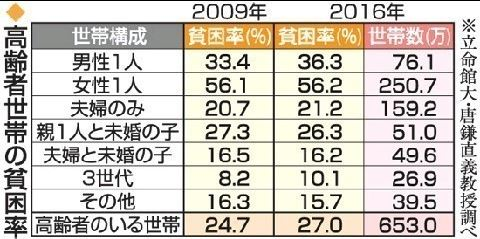 ◆高齢者世帯の貧困率
2009年 2016年
世帯構成 貧困率(%) 貧困率(%) 世帯数(万)
男性1人 33.4 36.3 76.1
女性1人 56.1 56.2 250.7
夫婦のみ 20.7 21.2 159.2
親1人と未婚の子 27.3 26.3 51.0
夫婦と未婚の子 16.5 16.2 49.6
3世代 8.2 10.1 26.9
その他 16.3 15.7 39.5
高齢者のいる世帯 24.7 27.0 653.0
※立命館大・唐鎌直義教授調べ